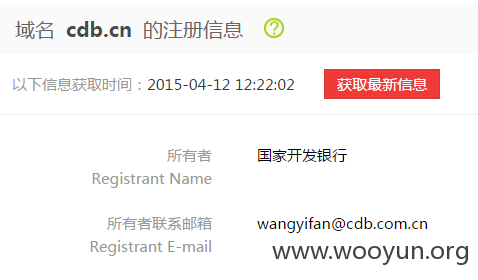 域名 cdb.cn 的注册信息 ?
以下信息获取时间：2015-04-12 12:22:02 获取最新信息
所有者 国家开发银行
Registrant Name
所有者联系邮箱 wangyifan@cdb.com.cn
Registrant E-mail
www.wooyun.org